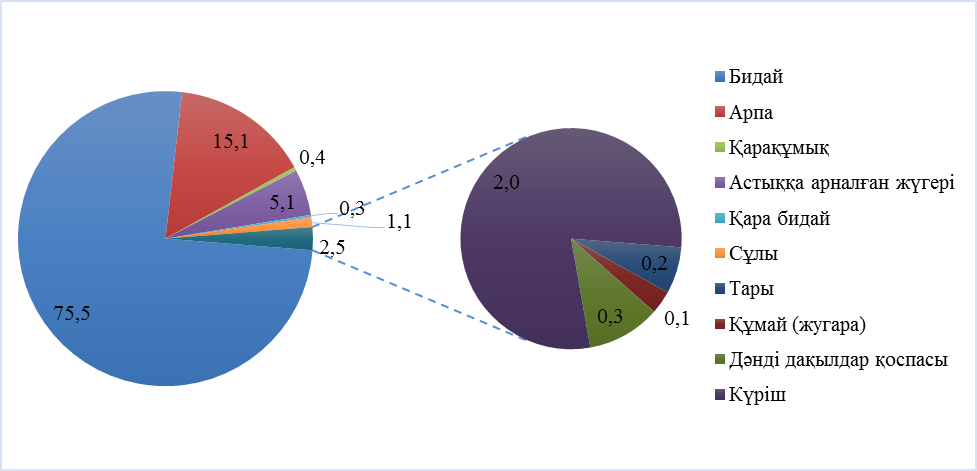 75,5
15,1
0,4
5,1
0,3
1,1
2,5
2,0
0,2
0,1
0,3
Бидай
Арпа
Қарақұмық
Астыққа арналған жүгері
Қара бидай
Сұлы
Тары
Құмай (жугара)
Дәнді дақылдар қоспасы
Күріш